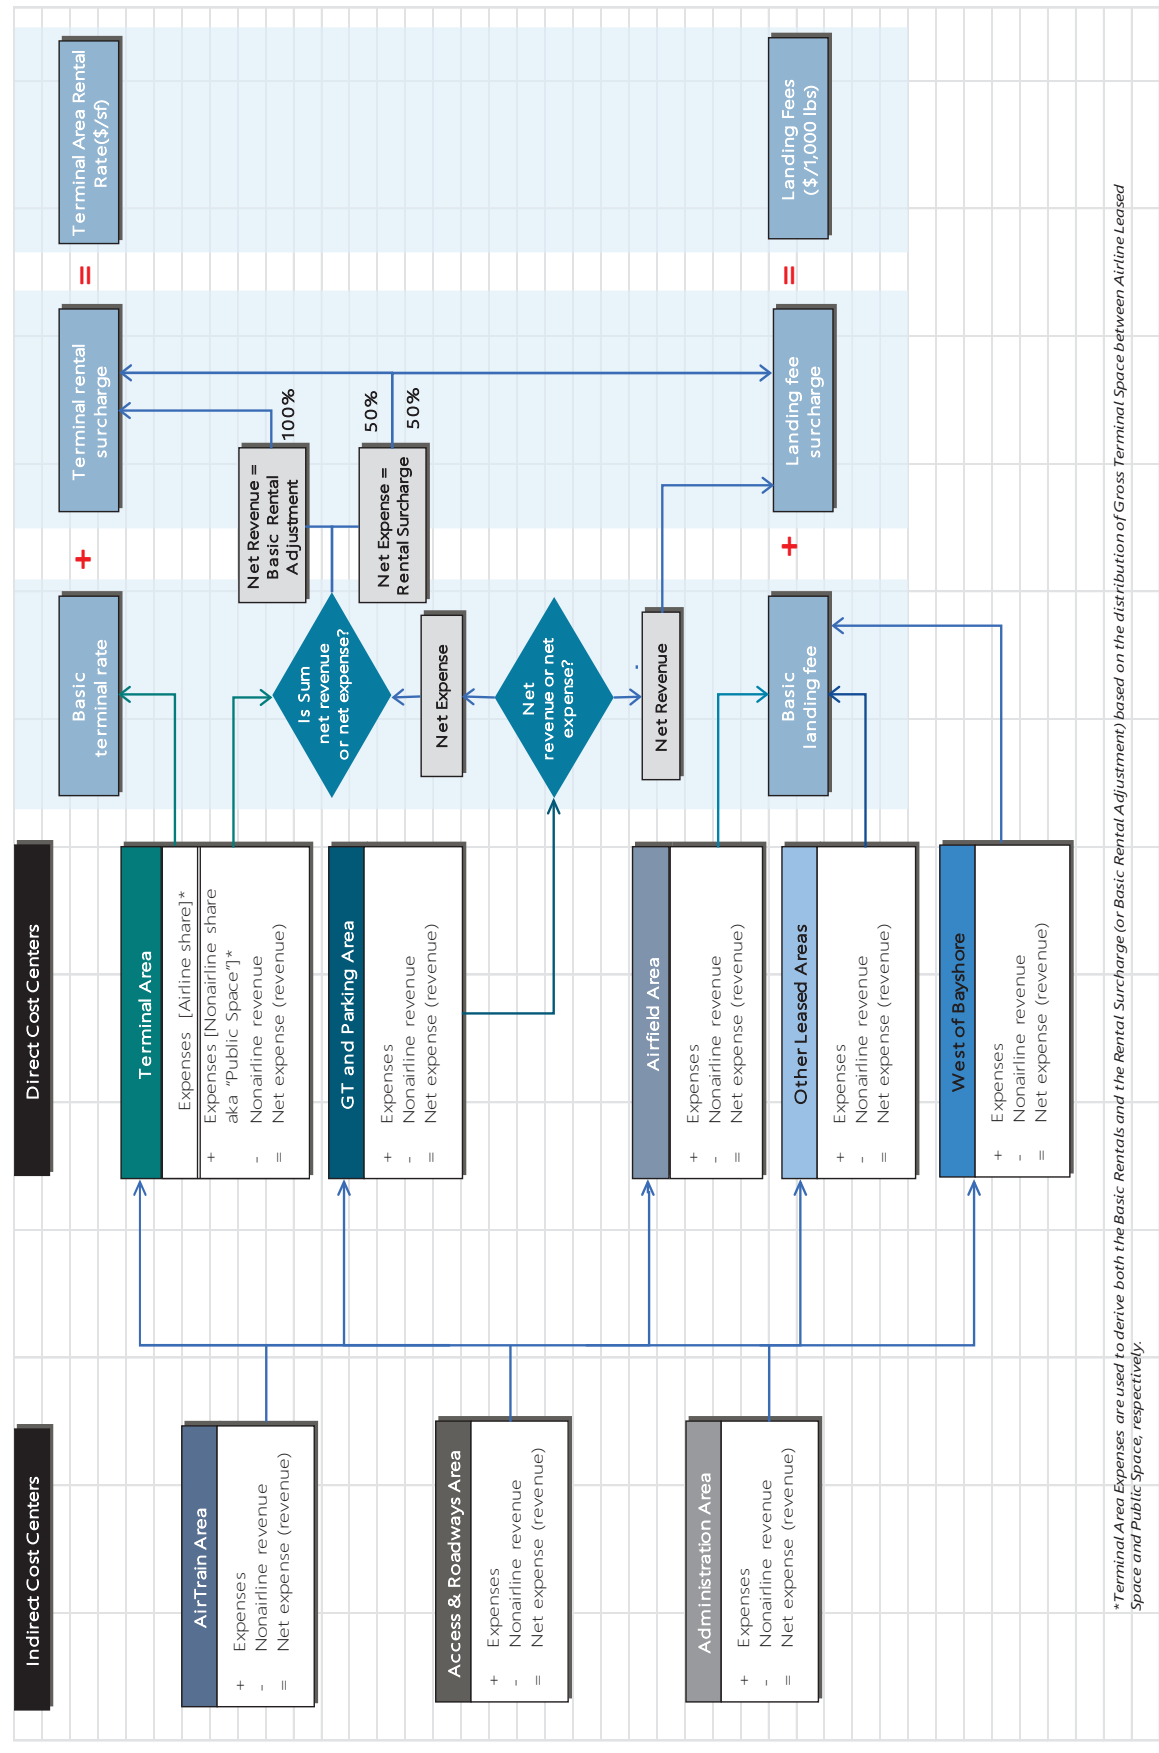 Indirect Cost Centers
AirTrain Area
+ Expenses
- Nonairline revenue
= Net expense (revenue)
Access & Roadways Area
+ Expenses
- Nonairline revenue
= Net expense (revenue)
Administration Area
+ Expenses
- Nonairline revenue
= Net expense (revenue)
Direct Cost Centers
Terminal Area
Expenses [Airline share]*
+ Expenses [Nonairline share
aka “Public Space”]*
- Nonairline revenue
= Net expense (revenue)
GT and Parking Area
+ Expenses
- Nonairline revenue
= Net expense (revenue)
Airfield Area
+ Expenses
- Nonairline revenue
= Net expense (revenue)
Other Leased Areas
+ Expenses
- Nonairline revenue
= Net expense (revenue)
West of Bayshore
+ Expenses
- Nonairline revenue
= Net expense (revenue)
Basic
terminal rate
Is Sum
net revenue
or net expense?
Net Expense
Net
revenue or net
expense?
Net Revenue
Basic
landing fee
+
Net Revenue =
Basic Rental
Adjustment
100%
Net Expense =
Rental Surcharge
50%
50%
+
Terminal rental
surcharge
Landing fee
surcharge
=
=
Terminal Area Rental
Rate($/sf)
Landing Fees
($/1,000 lbs)
*Terminal Area Expenses are used to derive both the Basic Rentals and the Rental Surcharge (or Basic Rental Adjustment) based on the distribution of Gross Terminal Space between Airline Leased
Space and Public Space, respectively.